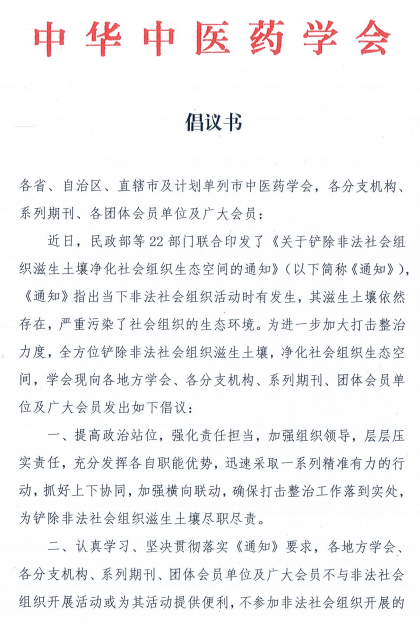 中华中医药学会
倡议书
各省、自治区、直辖市及计划单列市中医药学会，各分支机构、
系列期刊、各团体会员单位及广大会员：
近日，民政部等 22 部门联合印发了《关于铲除非法社会组
织滋生土壤净化社会组织生态空间的通知》（以下简称《通知》），
《通知》指出当下非法社会组织活动时有发生，其滋生土壤依然
存在，严重污染了社会组织的生态环境。为进一步加大打击整治
力度，全方位铲除非法社会组织滋生土壤，净化社会组织生态空
间，学会现向各地方学会、各分支机构、系列期刊、团体会员单
位及广大会员发出如下倡议：
一、提高政治站位，强化责任担当，加强组织领导，层层压
实责任，充分发挥各自职能优势，迅速采取一系列精准有力的行
动，抓好上下协同，加强横向联动，确保打击整治工作落到实处，
为铲除非法社会组织滋生土壤尽职尽责。
二、认真学习、坚决贯彻落实《通知》要求，各地方学会、
各分支机构、系列期刊、团体会员单位及广大会员不与非法社会
组织开展活动或为其活动提供便利，不参加非法社会组织开展的